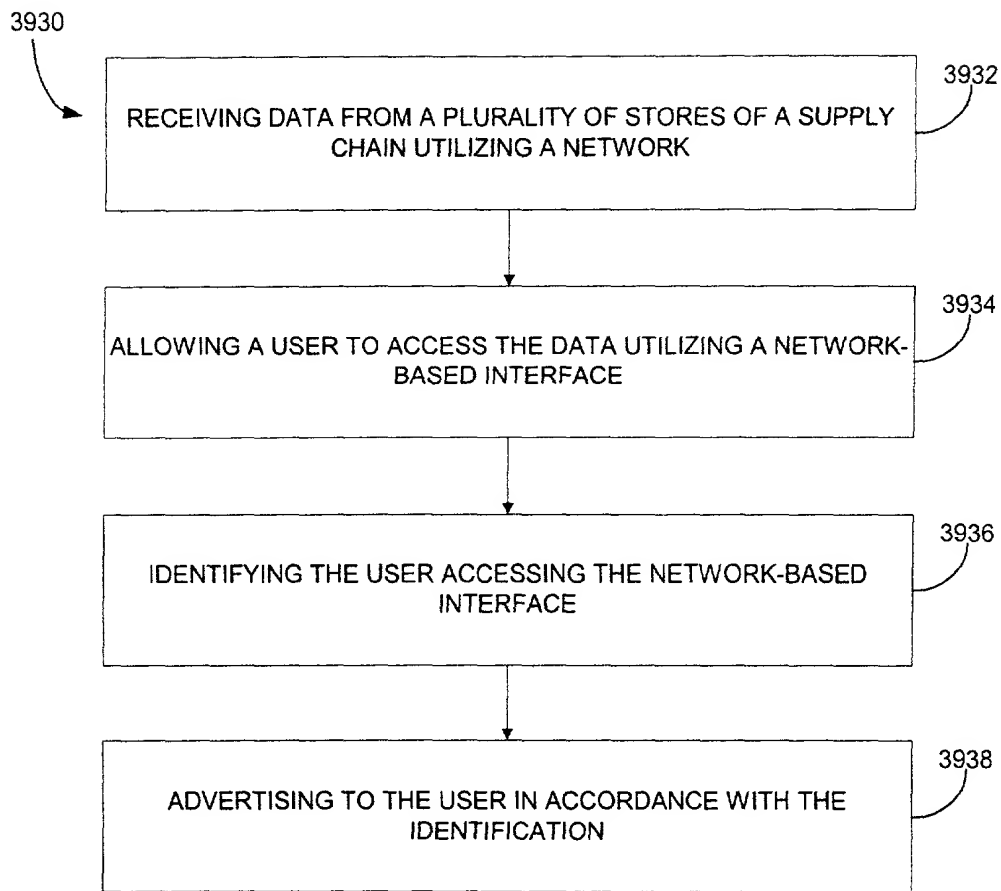 3930
3932
RECEIVING DATA FROM A PLURALITY OF STORES OF A SUPPLY
CHAIN UTILIZING A NETWORK
3934
ALLOWING A USER TO ACCESS THE DATA UTILIZING A NETWORK-
BASED INTERFACE
3936
IDENTIFYING THE USER ACCESSING THE NETWORK-BASED
INTERFACE
3938
ADVERTISING TO THE USER IN ACCORDANCE WITH THE
IDENTIFICATION